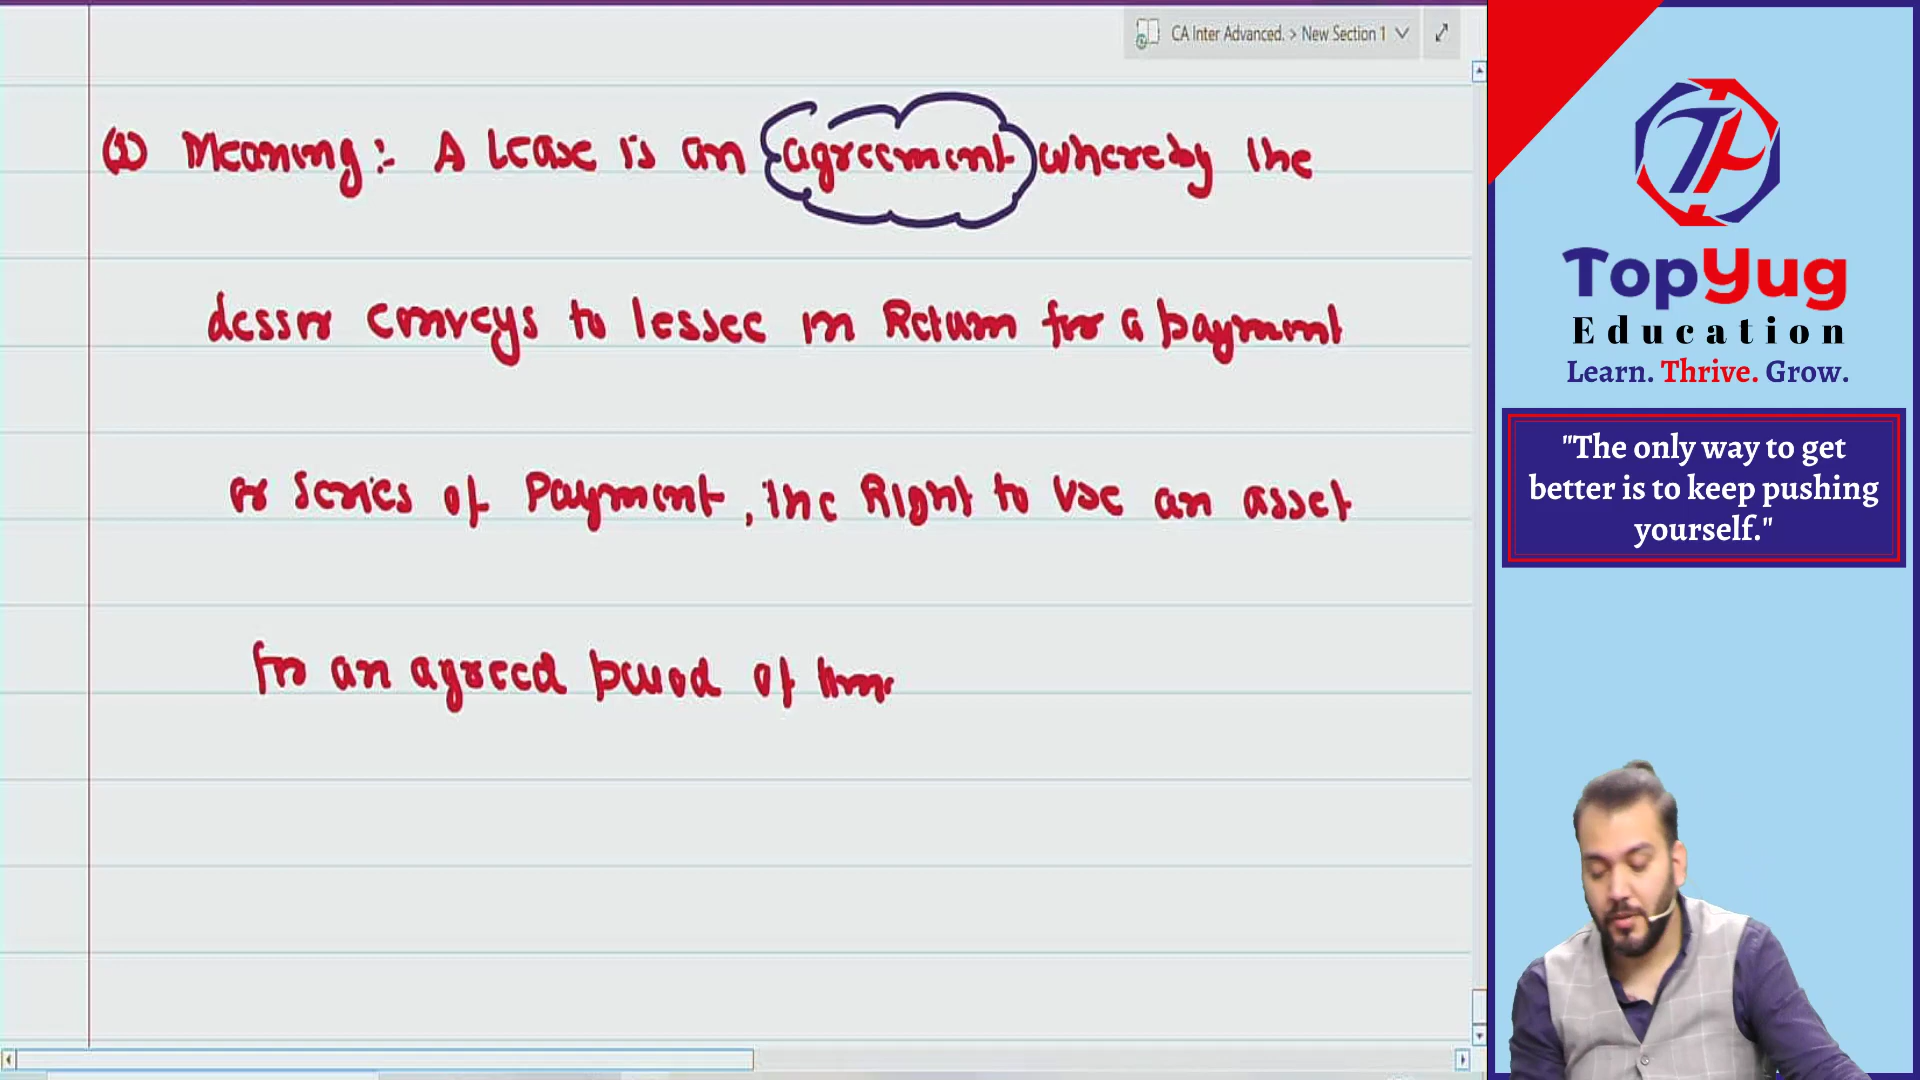 CA Inter Advanced. > New Section 1
(1) Meaning:- A Lease is an agreement whereby the
Lessor conveys to lessee in Return for a payment
or series of Payment, the Right to use an asset
for an agreed period of time
TopYug
Education
Learn. Thrive. Grow.
"The only way to get
better is to keep pushing
yourself."